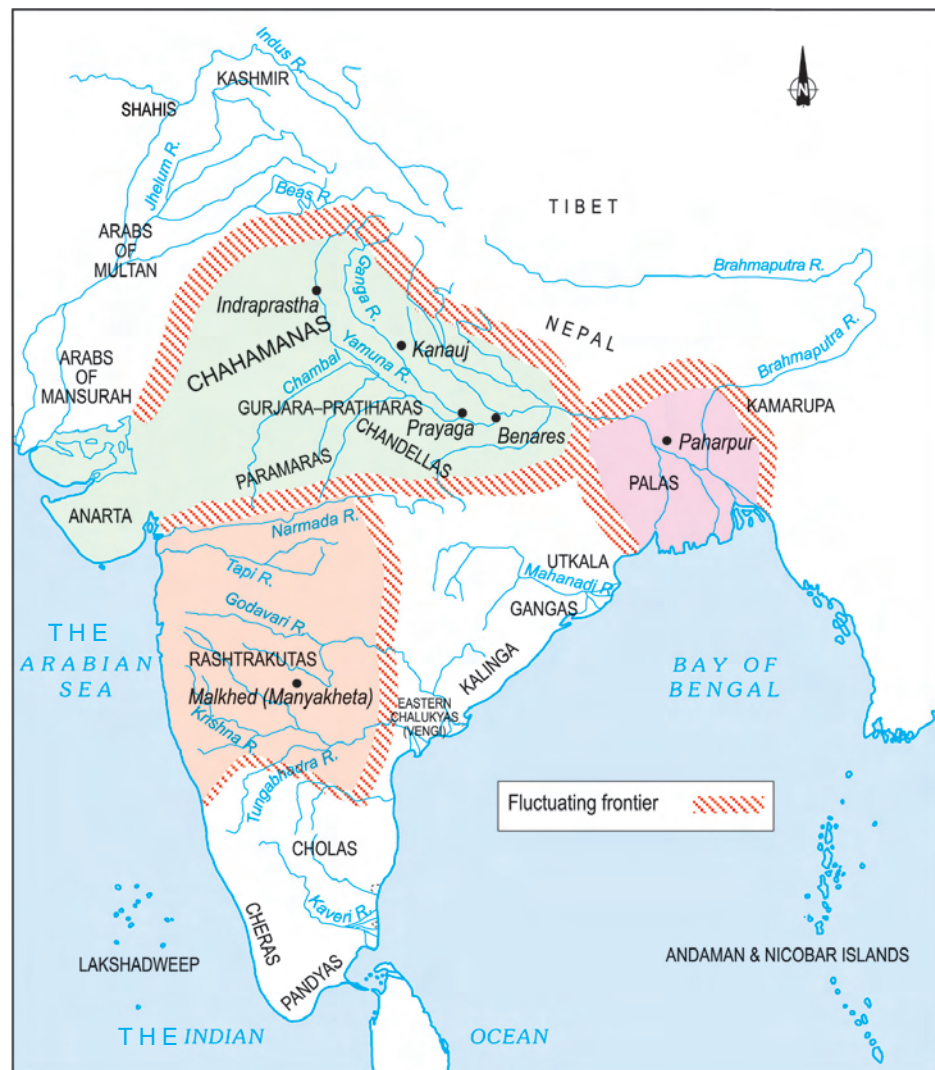 Indus R.
KASHMIR
N
SHAHIS
Jhelum R.
Beas R.
TIBET
ARABS
OF
MULTAN
Brahmaputra R.
Ganga R.
Indraprastha
NEPAL
CHAHAMANAS
Yamuna R.
Kanauj
Brahmaputra R.
ARABS
OF
MANSURAH
Chambal
KAMARUPA
GURJARA–PRATIHARAS
Prayaga
Benares
CHANDELLAS
Paharpur
PARAMARAS
PALAS
ANARTA
Narmada R.
Tapi R.
UTKALA
Mahanadi R.
GANGAS
Godavari R.
THE
ARABIAN
SEA
RASHTRAKUTAS
Malkhed (Manyakheta)
KALINGA
BAY OF
BENGAL
EASTERN
CHALUKYAS
(VENGI)
Krishna R.
Tungabhadra R.
Fluctuating frontier
CHOLAS
Kaveri R.
CHERAS
LAKSHADWEEP
PANDYAS
ANDAMAN & NICOBAR ISLANDS
THE INDIAN OCEAN